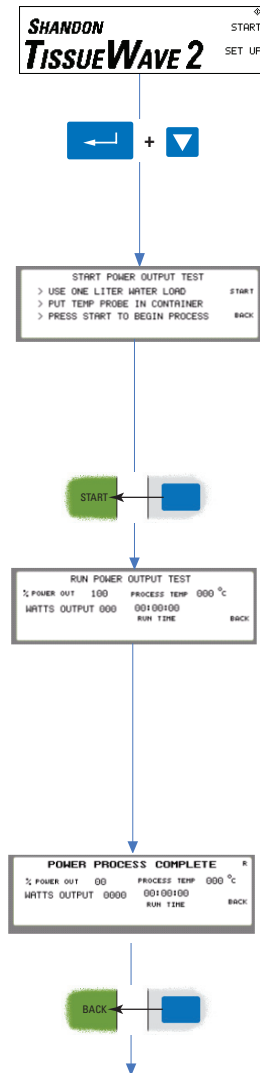 SHANDON
TISSUEWAVE 2
START
SET UP
+
START POWER OUTPUT TEST
> USE ONE LITER WATER LOAD
> PUT TEMP PROBE IN CONTAINER
> PRESS START TO BEGIN PROCESS
START
BACK
START
RUN POWER OUTPUT TEST
% POWER OUT 100 PROCESS TEMP 000 °C
WATTS OUTPUT 000 00:00:00
RUN TIME BACK
POWER PROCESS COMPLETE R
% POWER OUT 00 PROCESS TEMP 000 °C
WATTS OUTPUT 0000 00:00:00
RUN TIME BACK
BACK